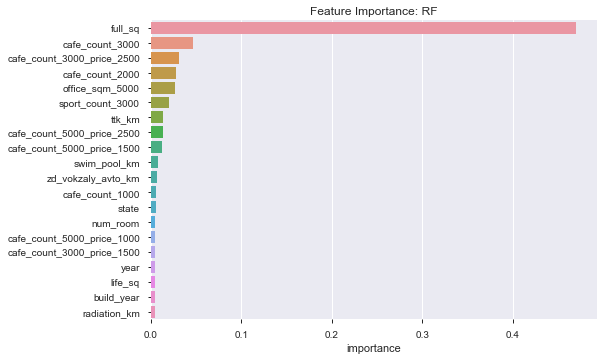 Feature Importance: RF
full_sq
cafe_count_3000
cafe_count_3000_price_2500
cafe_count_2000
office_sqm_5000
sport_count_3000
ttk_km
cafe_count_5000_price_2500
cafe_count_5000_price_1500
swim_pool_km
zd_vokzaly_avto_km
cafe_count_1000
state
num_room
cafe_count_5000_price_1000
cafe_count_3000_price_1500
year
life_sq
build_year
radiation_km
0.0 0.1 0.2 0.3 0.4
importance